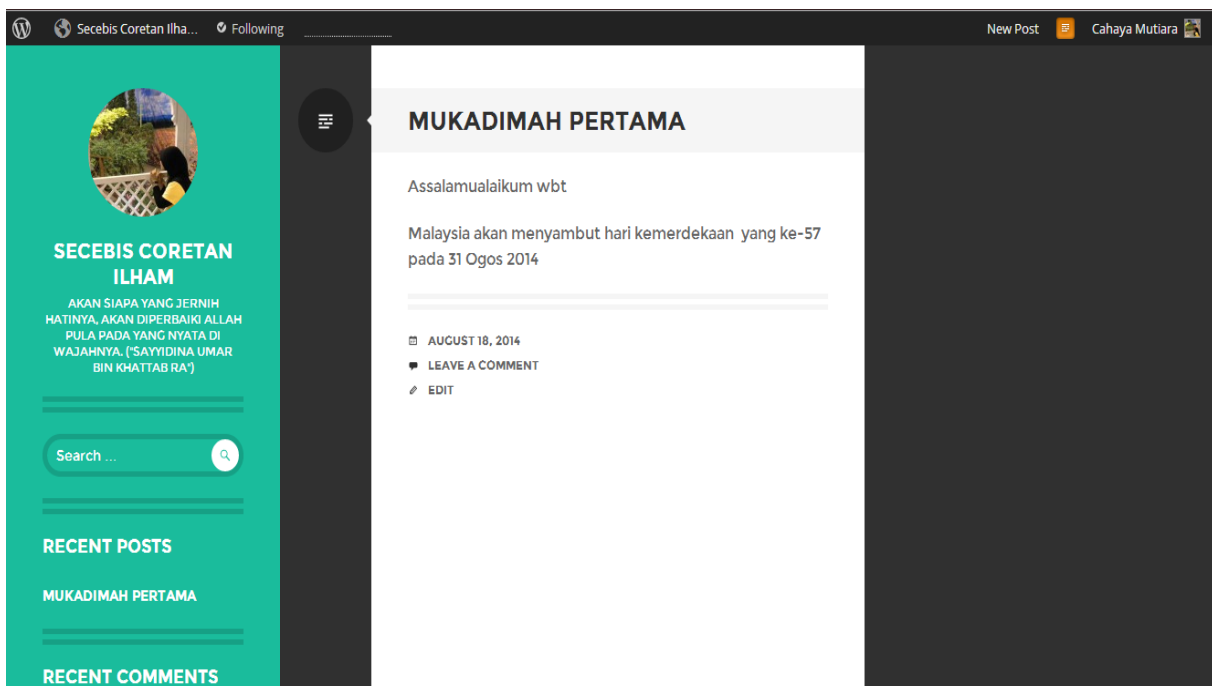 Secebis Coretan Ilha... Following
New Post Cahaya Mutiara
SECEBIS CORETAN
ILHAM
AKAN SIAPA YANG JERNIH
HATINYA, AKAN DIPERBAIKI ALLAH
PULA PADA YANG NYATA DI
WAJAHNYA. ("SAYYIDINA UMAR
BIN KHATTAB RA")
Search ...
RECENT POSTS
MUKADIMAH PERTAMA
RECENT COMMENTS
MUKADIMAH PERTAMA
Assalamualaikum wbt
Malaysia akan menyambut hari kemerdekaan yang ke-57
pada 31 Ogos 2014
AUGUST 18, 2014
LEAVE A COMMENT
EDIT